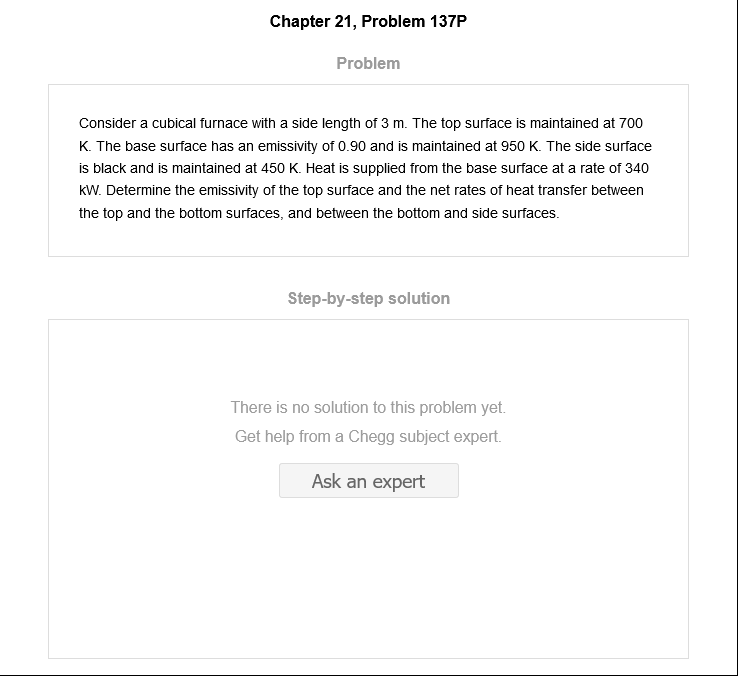 Chapter 21, Problem 137P
Problem
Consider a cubical furnace with a side length of 3 m. The top surface is maintained at 700
K. The base surface has an emissivity of 0.90 and is maintained at 950 K. The side surface
is black and is maintained at 450 K. Heat is supplied from the base surface at a rate of 340
kW. Determine the emissivity of the top surface and the net rates of heat transfer between
the top and the bottom surfaces, and between the bottom and side surfaces.
Step-by-step solution
There is no solution to this problem yet.
Get help from a Chegg subject expert.
Ask an expert